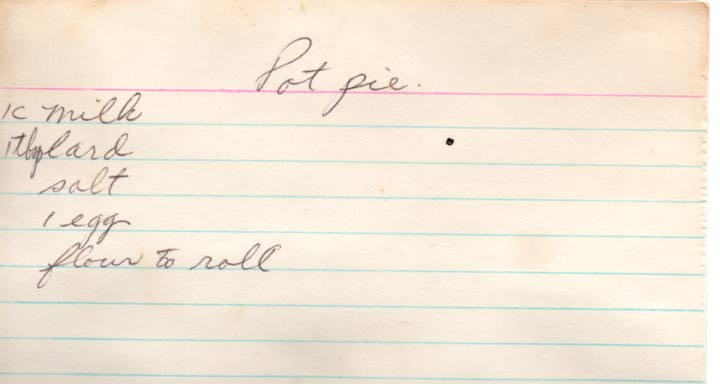 Pot pie.
1c milk
1tbsp lard
salt
1 egg
flour to roll